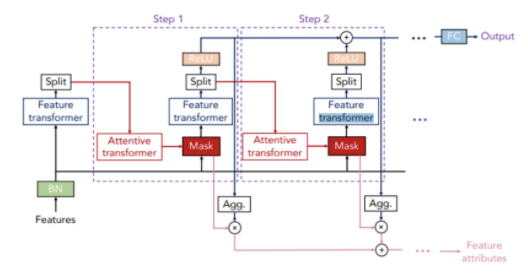 Step 1
Step 2
FC
Output
ReLU
ReLU
Split
Split
Split
Feature
transformer
Feature
transformer
Feature
transformer
Attentive
transformer
Mask
Attentive
transformer
Mask
BN
Features
Agg.
Agg.
Feature
attributes